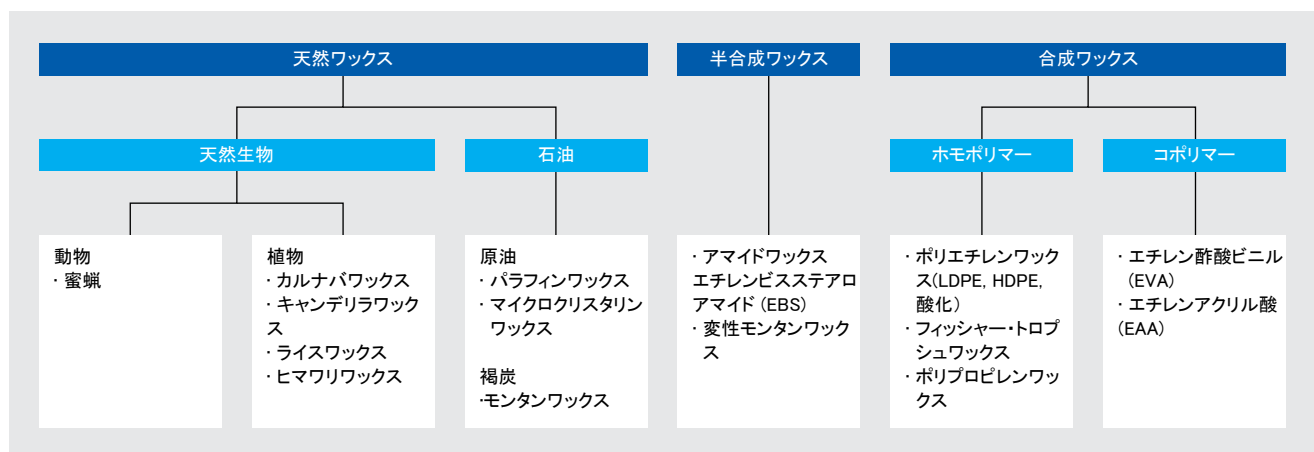 天然ワックス
半合成ワックス
合成ワックス
天然生物
石油
ホモポリマー
コポリマー
動物
· 蜜蝋
植物
· カルナバワックス
· キャンデリラワック
ス
· ライスワックス
· ヒマワリワックス
原油
· パラフィンワックス
· マイクロクリスタリン
ワックス
褐炭
·モンタンワックス
· アマイドワックス
エチレンビスステアロ
アマイド (EBS)
· 変性モンタンワック
ス
· ポリエチレンワック
ス(LDPE, HDPE,
酸化)
· フィッシャー・トロプ
シュワックス
· ポリプロピレンワッ
クス
· エチレン酢酸ビニル
(EVA)
· エチレンアクリル酸
(EAA)